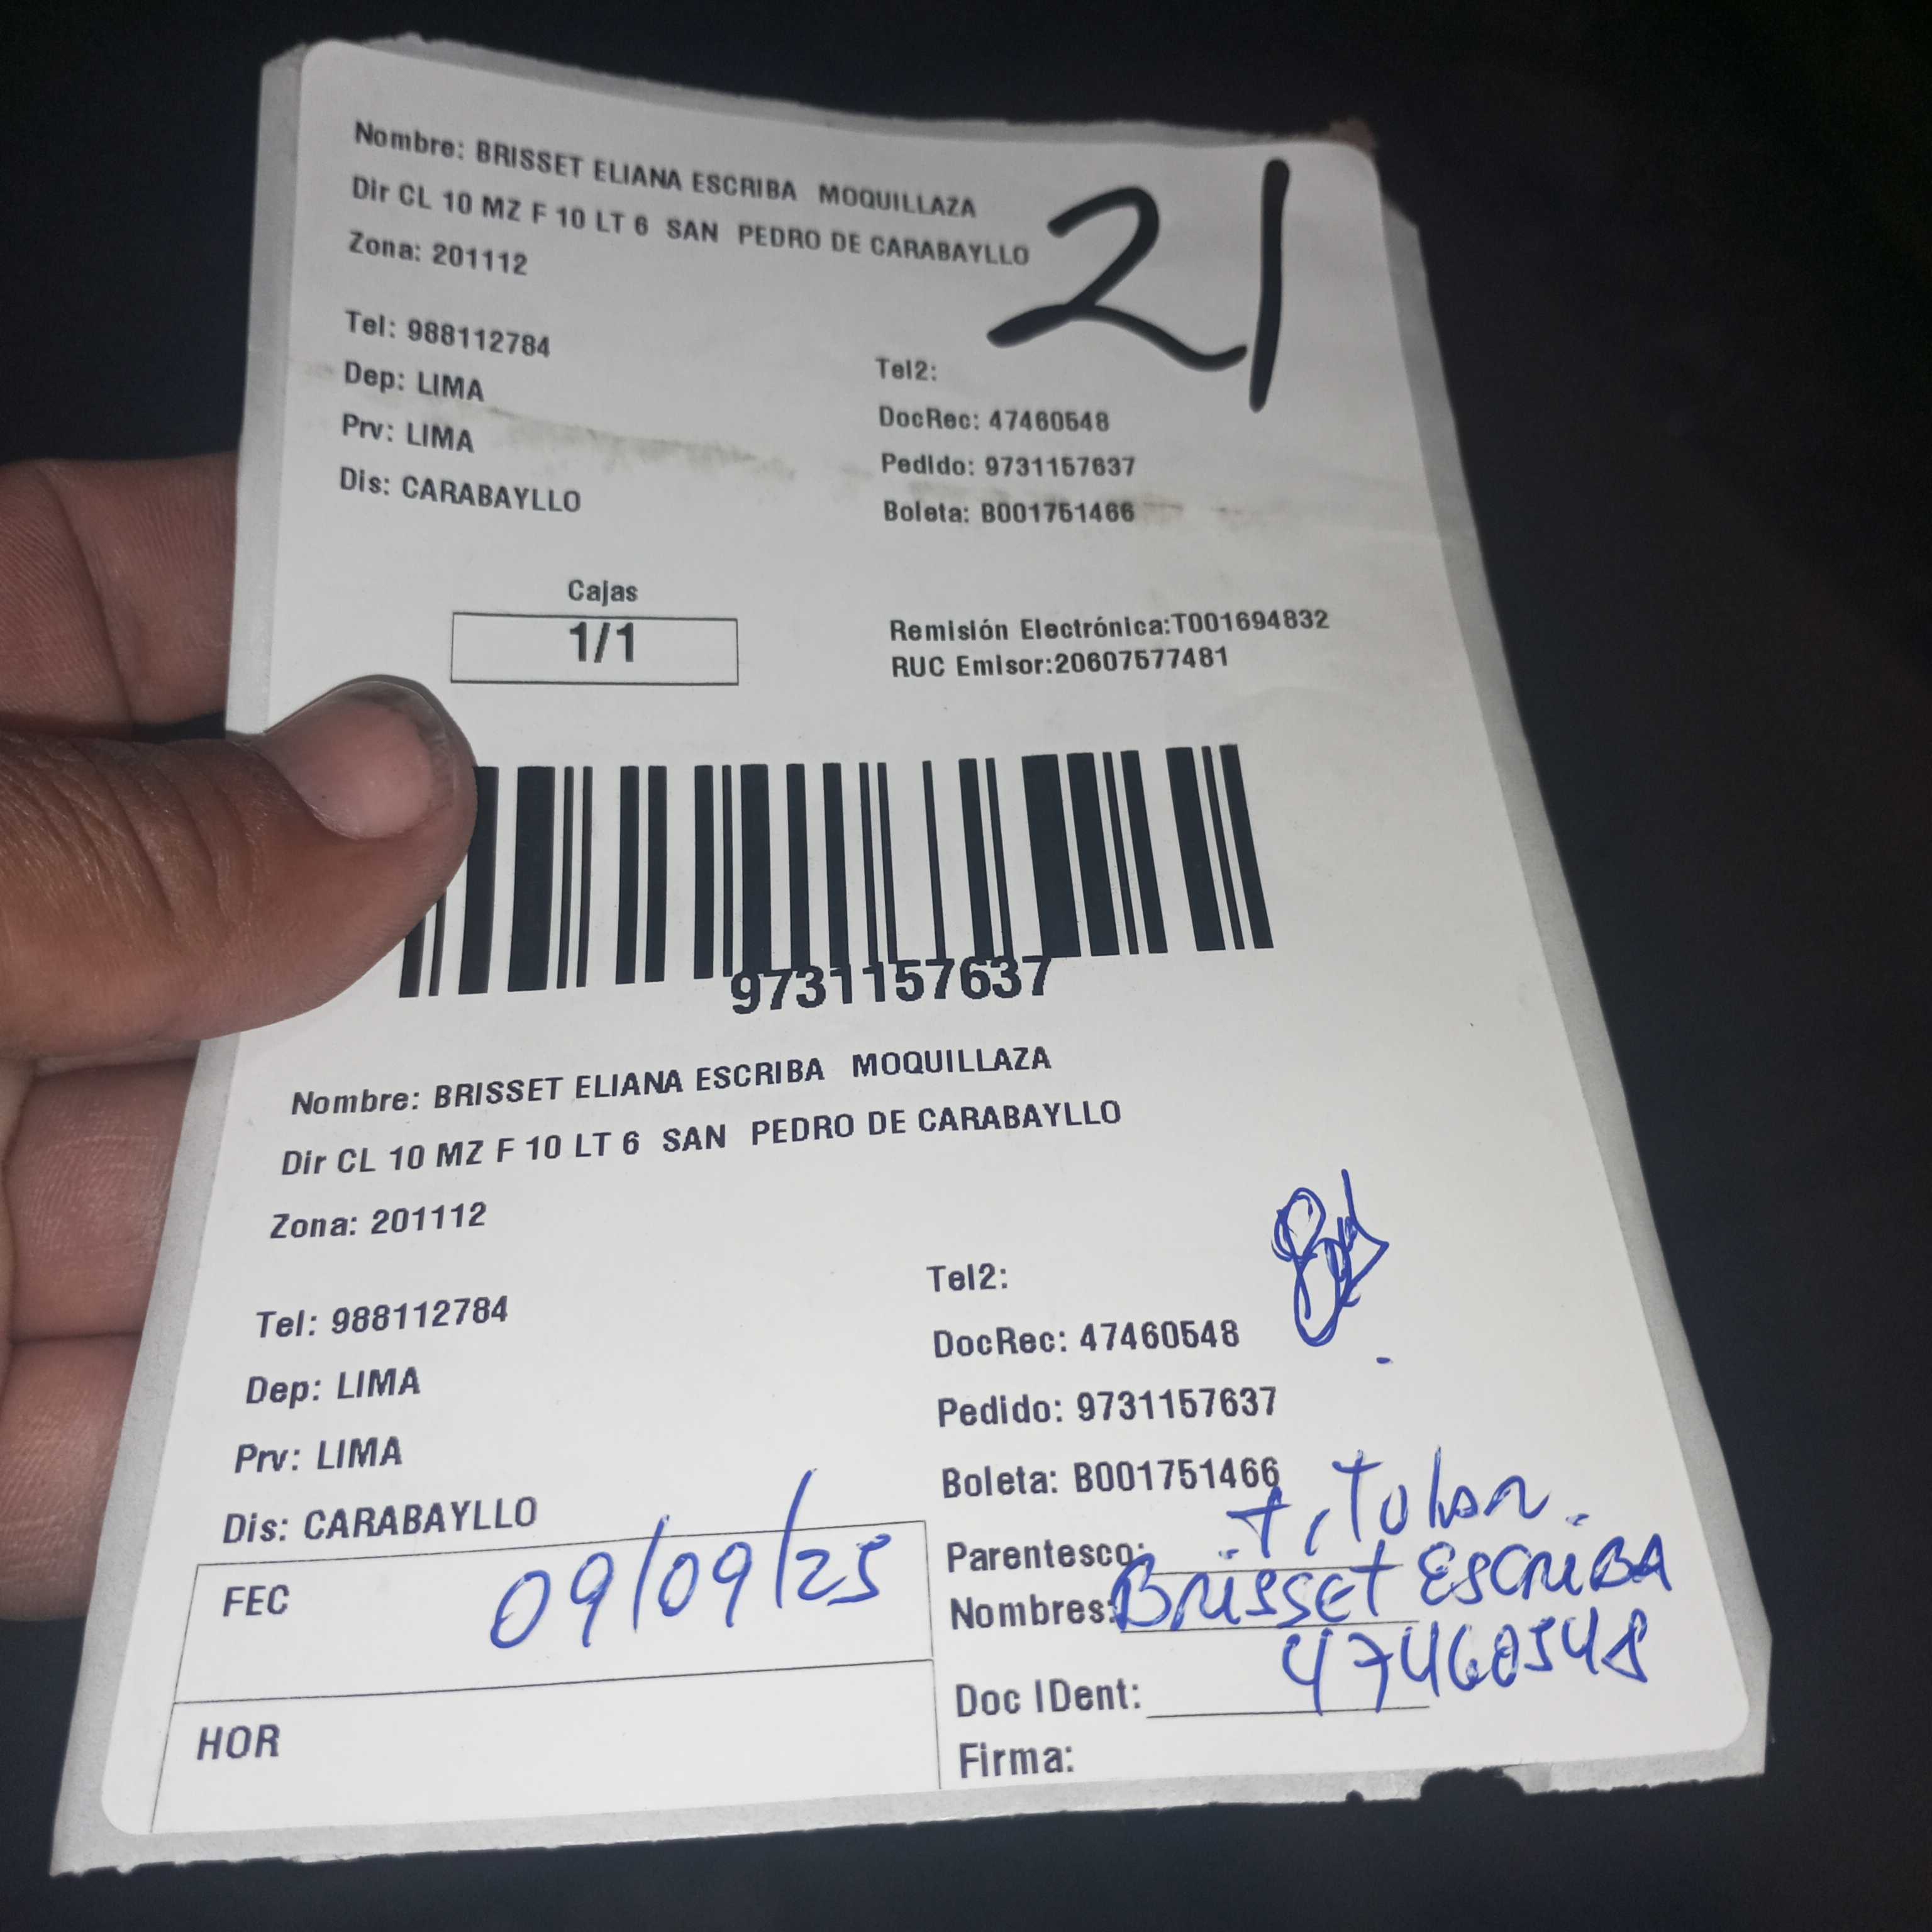 Nombre: BRISSET ELIANA ESCRIBA MOQUILLAZA
Dir CL 10 MZ F 10 LT 6 SAN PEDRO DE CARABAYLLO
Zona: 201112
21
Tel: 988112784
Tel2:
Dep: LIMA
DocRec: 47460548
Prv: LIMA
Pedido: 9731157637
Dis: CARABAYLLO
Boleta: B001751466
Cajas
1/1
Remisión Electrónica:T001694832
RUC Emisor:20607577481
9731157637
Nombre: BRISSET ELIANA ESCRIBA MOQUILLAZA
Dir CL 10 MZ F 10 LT 6 SAN PEDRO DE CARABAYLLO
Zona: 201112
Tel: 988112784
Tel2:
Dep: LIMA
DocRec: 47460548
Prv: LIMA
Pedido: 9731157637
Dis: CARABAYLLO
Boleta: B001751466
FEC 09/09/25
Parentesco: Titular
Nombres: Brisset Escriba
Doc IDent: 47460548
HOR
Firma: